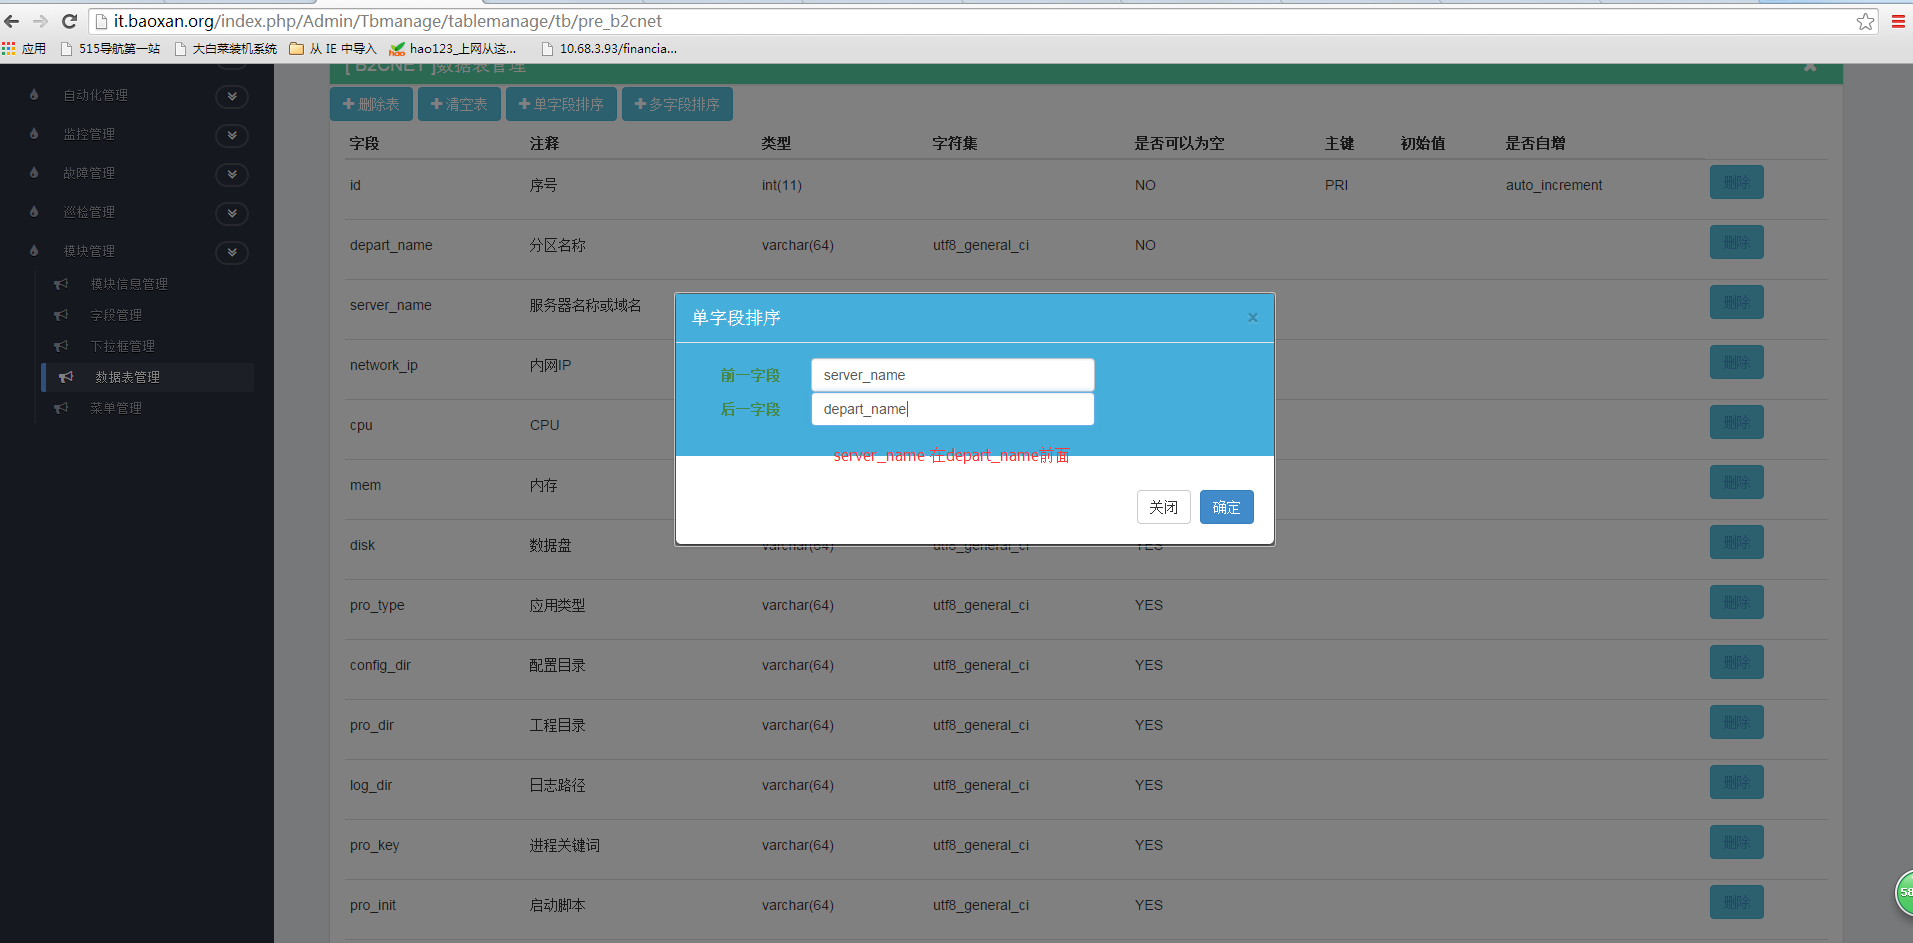 it.baoxan.org/index.php/Admin/Tbmanage/tablemanage/tb/pre_b2cnet
应用 515导航第一站 大白菜装机系统 从 IE 中导入 hao123_上网从这... 10.68.3.93/financia...
[ B2CNET ]数据表管理
自动化管理
监控管理
故障管理
巡检管理
模块管理
模块信息管理
字段管理
下拉框管理
数据表管理
菜单管理
删除表 清空表 单字段排序 多字段排序
字段 注释 类型 字符集 是否可以为空 主键 初始值 是否自增
id 序号 int(11) NO PRI auto_increment 删除
depart_name 分区名称 varchar(64) utf8_general_ci NO 删除
server_name 服务器名称或域名 删除
network_ip 内网IP 删除
cpu CPU 删除
mem 内存 删除
disk 数据盘 varchar(64) utf8_general_ci YES 删除
pro_type 应用类型 varchar(64) utf8_general_ci YES 删除
config_dir 配置目录 varchar(64) utf8_general_ci YES 删除
pro_dir 工程目录 varchar(64) utf8_general_ci YES 删除
log_dir 日志路径 varchar(64) utf8_general_ci YES 删除
pro_key 进程关键词 varchar(64) utf8_general_ci YES 删除
pro_init 启动脚本 varchar(64) utf8_general_ci YES 删除
单字段排序 ×
前一字段 server_name
后一字段 depart_name
server_name 在depart_name前面
关闭 确定
58